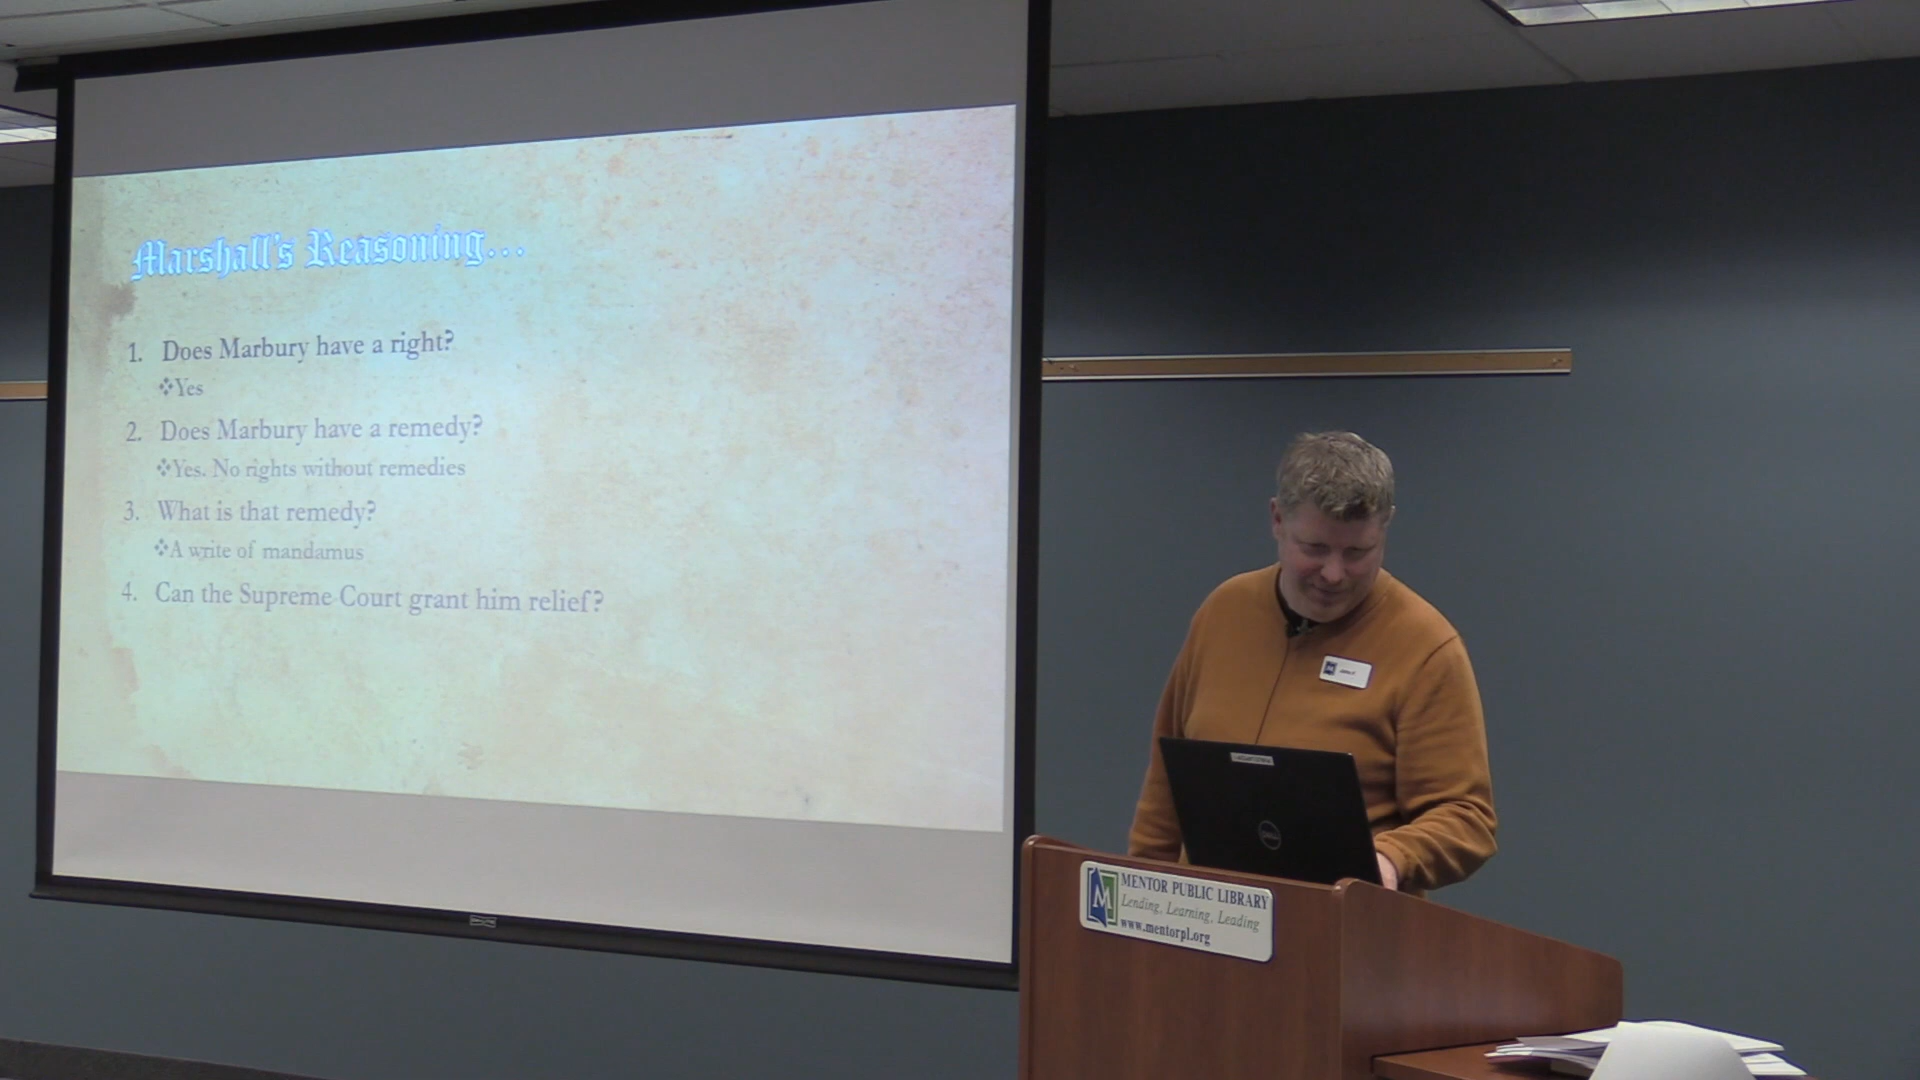 Marshall's Reasoning...
1. Does Marbury have a right?
❖Yes
2. Does Marbury have a remedy?
❖Yes. No rights without remedies
3. What is that remedy?
❖A write of mandamus
4. Can the Supreme Court grant him relief?
M
MENTOR PUBLIC LIBRARY
Lending, Learning, Leading
www.mentorpl.org
DELL